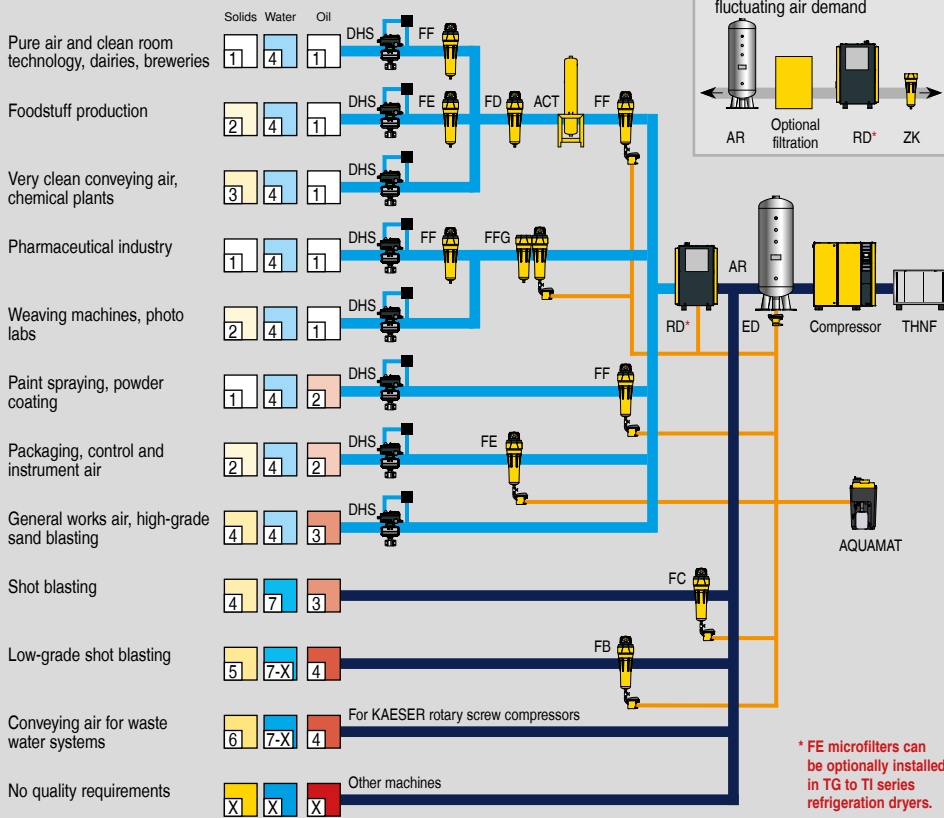 fluctuating air demand
AR
Optional
filtration
RD*
ZK
Solids Water Oil
Pure air and clean room
technology, dairies, breweries
1 4 1
DHS FF
Foodstuff production
2 4 1
DHS FE FD ACT FF
Very clean conveying air,
chemical plants
3 4 1
DHS
Pharmaceutical industry
1 4 1
DHS FF FFG
AR
RD* ED Compressor THNF
Weaving machines, photo
labs
2 4 1
DHS
Paint spraying, powder
coating
1 4 2
DHS FF
Packaging, control and
instrument air
2 4 2
DHS FE
General works air, high-grade
sand blasting
4 4 3
DHS
AQUAMAT
Shot blasting
4 7 3
FC
Low-grade shot blasting
5 7-X 4
FB
Conveying air for waste
water systems
6 7-X 4
For KAESER rotary screw compressors
No quality requirements
X X X
Other machines
* FE microfilters can
be optionally installed
in TG to TI series
refrigeration dryers.